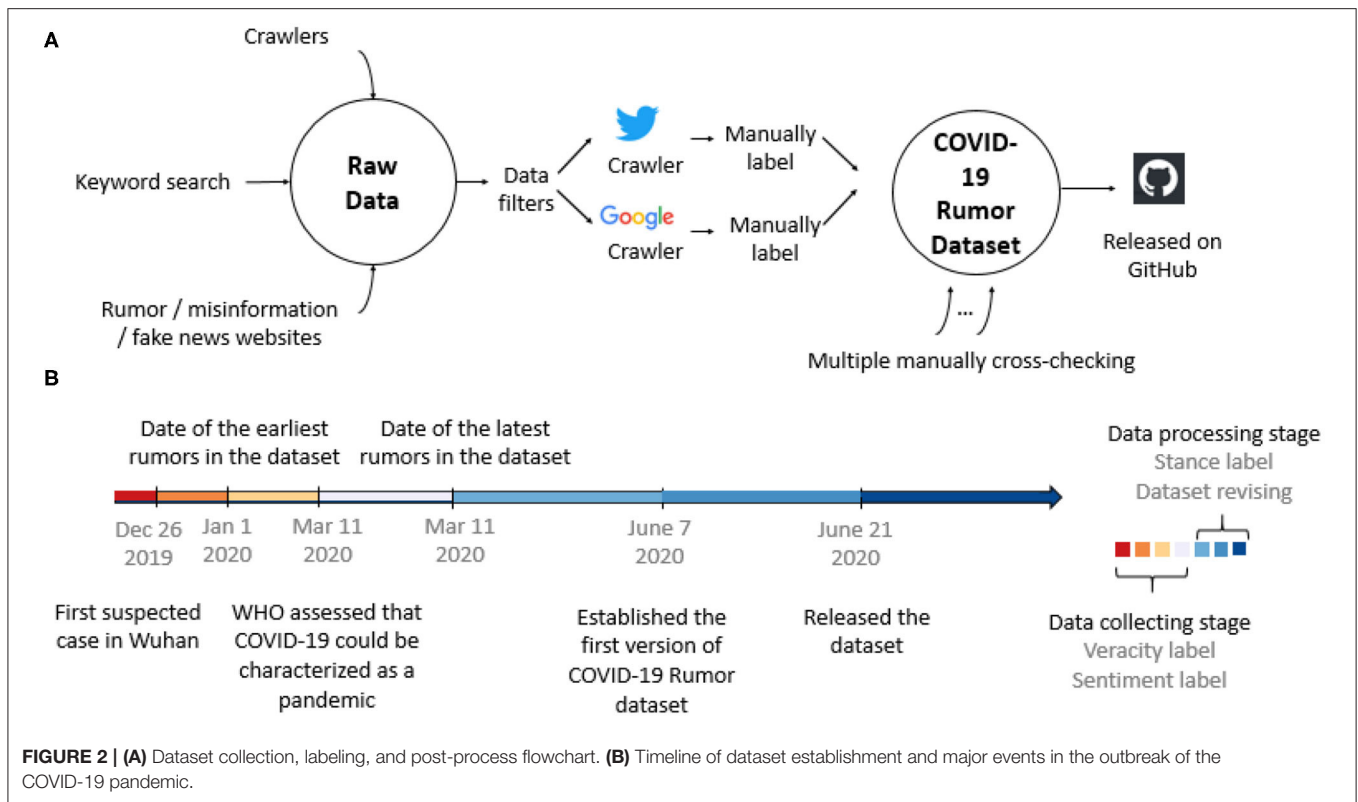 A
Crawlers
Keyword search
Raw
Data
Rumor / misinformation
/ fake news websites
Data
filters
Crawler
Manually
label
Google
Crawler
Manually
label
COVID-
19
Rumor
Dataset
Released on
GitHub
...
Multiple manually cross-checking
B
Date of the earliest
rumors in the dataset
Date of the latest
rumors in the dataset
Dec 26
2019
Jan 1
2020
Mar 11
2020
Mar 11
2020
June 7
2020
June 21
2020
First suspected
case in Wuhan
WHO assessed that
COVID-19 could be
characterized as a
pandemic
Established the
first version of
COVID-19 Rumor
dataset
Released the
dataset
Data processing stage
Stance label
Dataset revising
Data collecting stage
Veracity label
Sentiment label
FIGURE 2 | (A) Dataset collection, labeling, and post-process flowchart. (B) Timeline of dataset establishment and major events in the outbreak of the
COVID-19 pandemic.